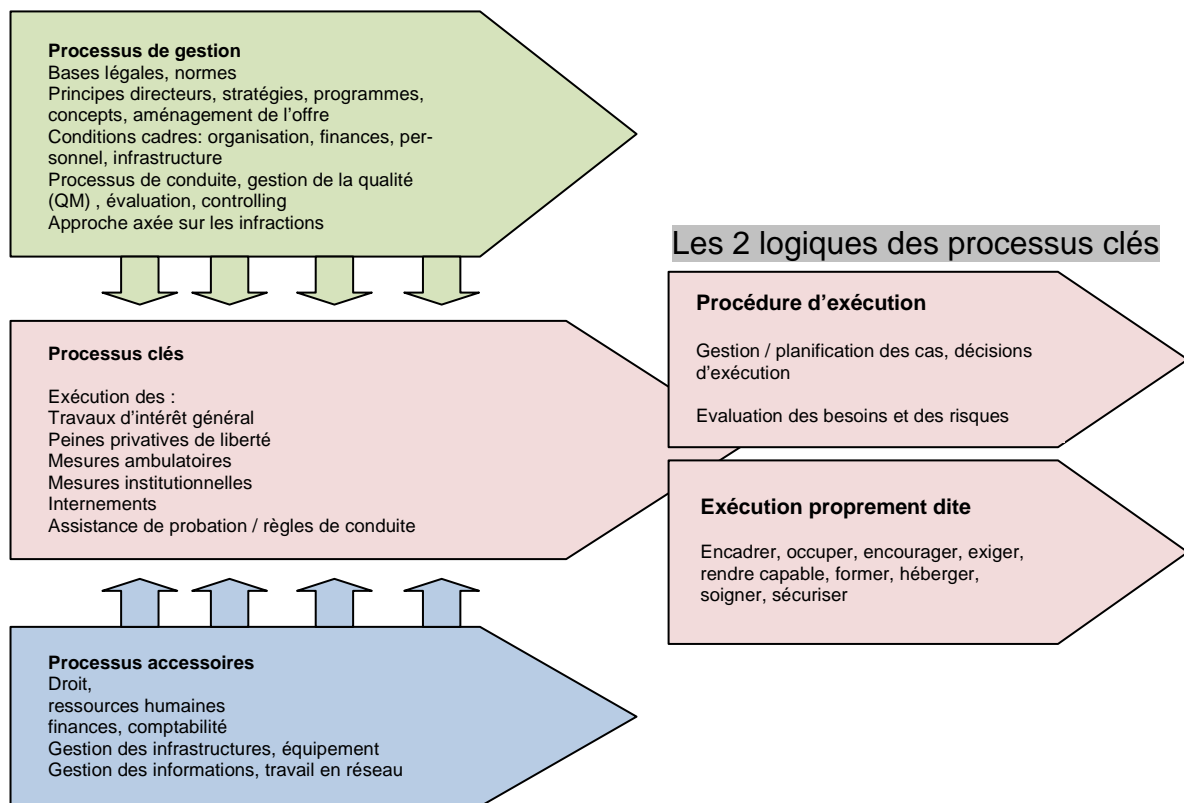 Processus de gestion
Bases légales, normes
Principes directeurs, stratégies, programmes,
concepts, aménagement de l'offre
Conditions cadres: organisation, finances, per-
sonnel, infrastructure
Processus de conduite, gestion de la qualité
(QM) , évaluation, controlling
Approche axée sur les infractions
Les 2 logiques des processus clés
Processus clés
Exécution des :
Travaux d'intérêt général
Peines privatives de liberté
Mesures ambulatoires
Mesures institutionnelles
Internements
Assistance de probation / règles de conduite
Procédure d'exécution
Gestion / planification des cas, décisions
d'exécution
Evaluation des besoins et des risques
Exécution proprement dite
Encadrer, occuper, encourager, exiger,
rendre capable, former, héberger,
soigner, sécuriser
Processus accessoires
Droit,
ressources humaines
finances, comptabilité
Gestion des infrastructures, équipement
Gestion des informations, travail en réseau